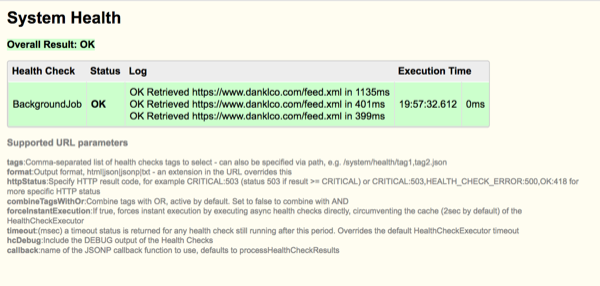 System Health
Overall Result: OK
Health Check Status Log Execution Time
BackgroundJob OK OK Retrieved https://www.danklco.com/feed.xml in 1135ms
OK Retrieved https://www.danklco.com/feed.xml in 401ms 19:57:32.612 0ms
OK Retrieved https://www.danklco.com/feed.xml in 399ms
Supported URL parameters
tags:Comma-separated list of health checks tags to select - can also be specified via path, e.g. /system/health/tag1,tag2.json
format:Output format, html|json|jsonp|txt - an extension in the URL overrides this
httpStatus:Specify HTTP result code, for example CRITICAL:503 (status 503 if result >= CRITICAL) or CRITICAL:503,HEALTH_CHECK_ERROR:500,OK:418 for
more specific HTTP status
combineTagsWithOr:Combine tags with OR, active by default. Set to false to combine with AND
forceInstantExecution:If true, forces instant execution by executing async health checks directly, circumventing the cache (2sec by default) of the
HealthCheckExecutor
timeout:(msec) a timeout status is returned for any health check still running after this period. Overrides the default HealthCheckExecutor timeout
hcDebug:Include the DEBUG output of the Health Checks
callback:name of the JSONP callback function to use, defaults to processHealthCheckResults